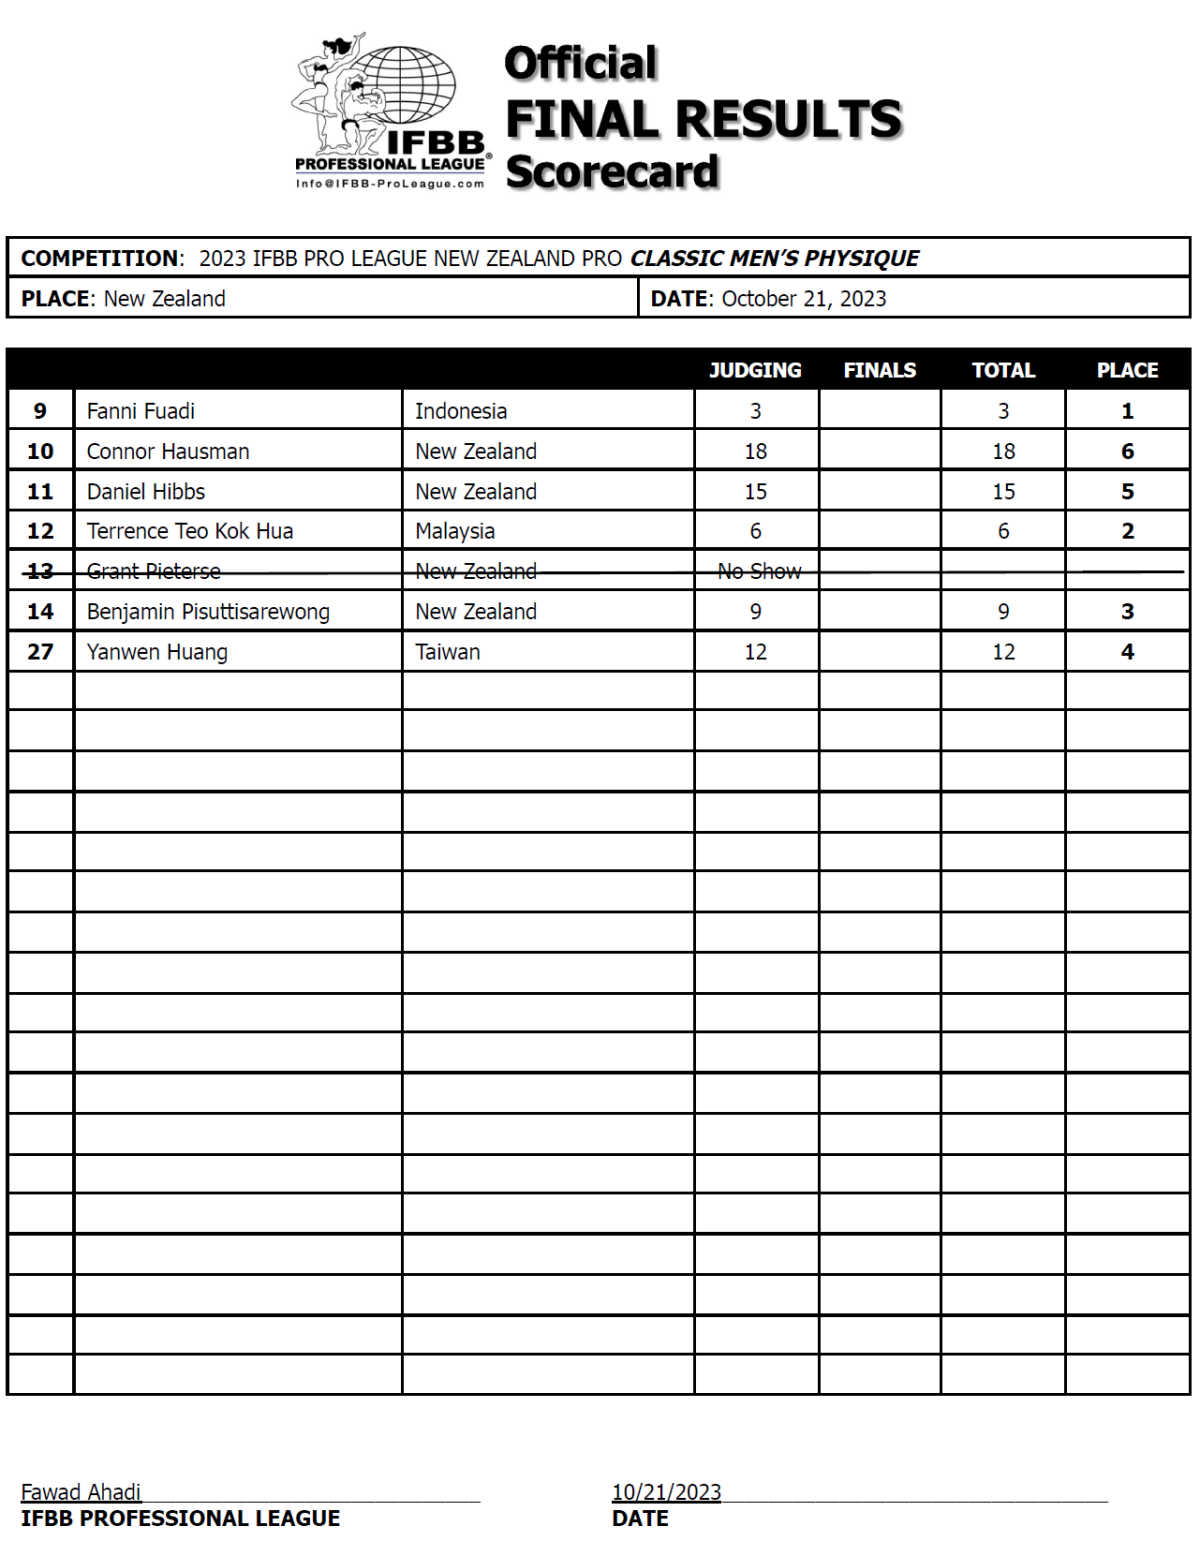 Official
FINAL RESULTS
Scorecard
IFBB
PROFESSIONAL LEAGUE®
Info@IFBB-ProLeague.com
COMPETITION: 2023 IFBB PRO LEAGUE NEW ZEALAND PRO CLASSIC MEN'S PHYSIQUE
PLACE: New Zealand DATE: October 21, 2023
JUDGING FINALS TOTAL PLACE
9 Fanni Fuadi Indonesia 3 3 1
10 Connor Hausman New Zealand 18 18 6
11 Daniel Hibbs New Zealand 15 15 5
12 Terrence Teo Kok Hua Malaysia 6 6 2
13 Grant Pieterse New Zealand No Show
14 Benjamin Pisuttisarewong New Zealand 9 9 3
27 Yanwen Huang Taiwan 12 12 4
Fawad Ahadi 10/21/2023
IFBB PROFESSIONAL LEAGUE DATE